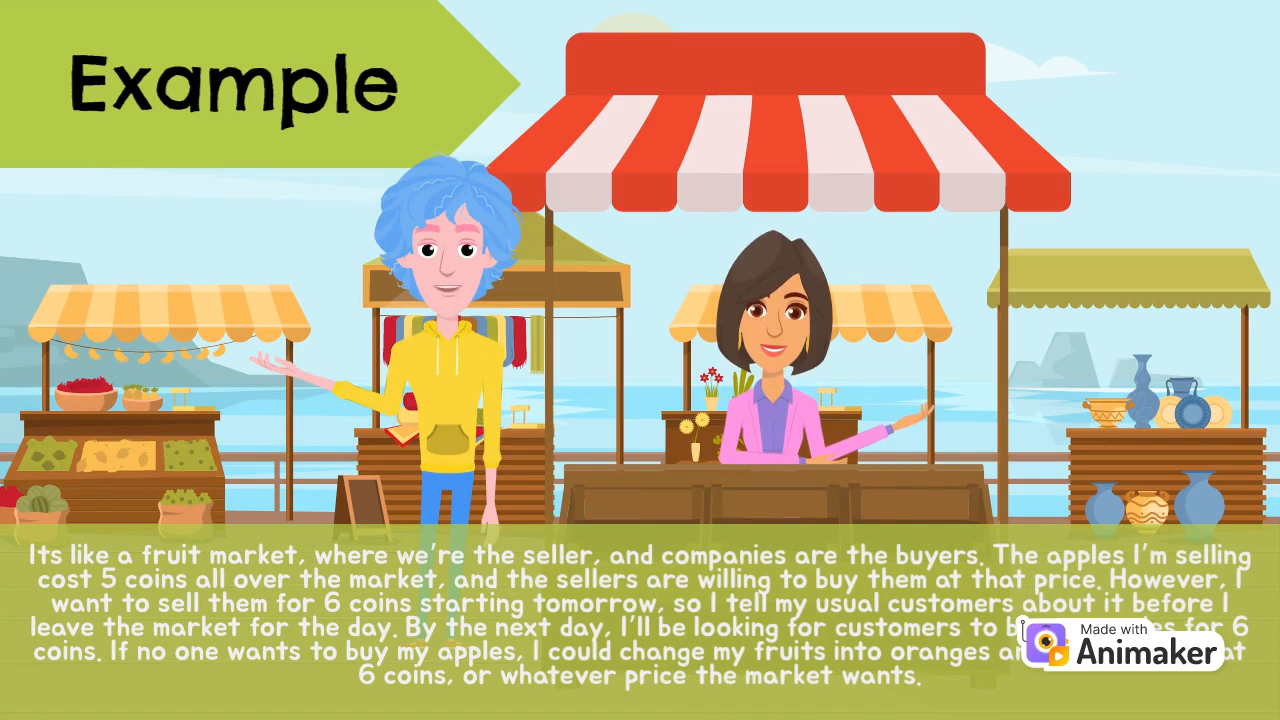 Example
Its like a fruit market, where we're the seller, and companies are the buyers. The apples I'm selling
cost 5 coins all over the market, and the sellers are willing to buy them at that price. However, I
want to sell them for 6 coins starting tomorrow, so I tell my usual customers about it before I
leave the market for the day. By the next day, I'll be looking for customers to for 6
coins. If no one wants to buy my apples, I could change my fruits into oranges at
6 coins, or whatever price the market wants.
Made with
Animaker